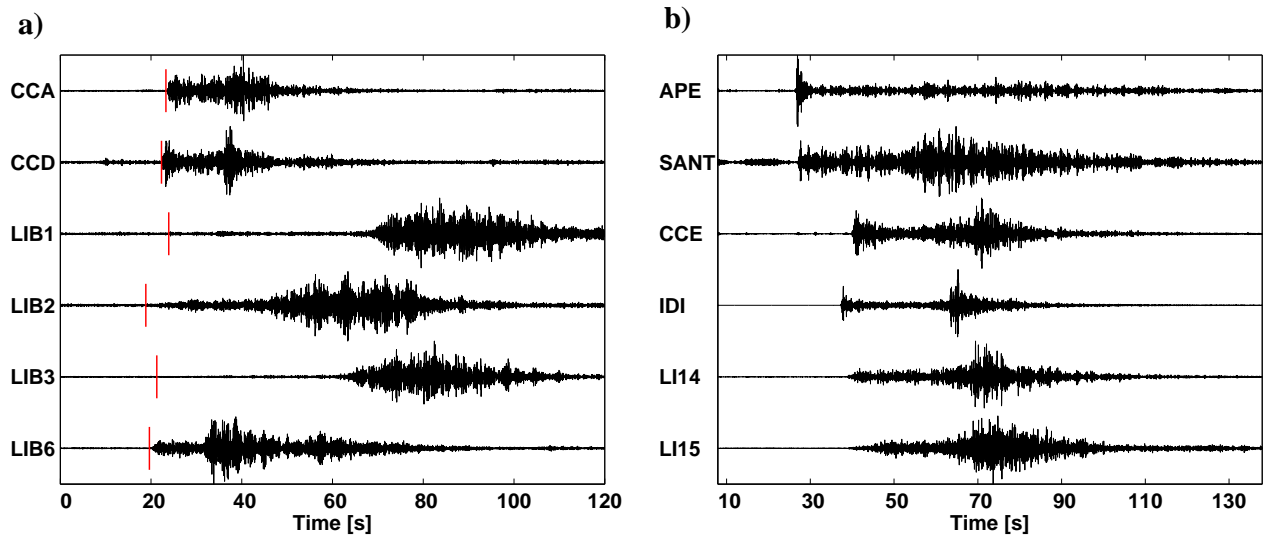 a)
CCA
CCD
LIB1
LIB2
LIB3
LIB6
0 20 40 60 80 100 120
Time [s]
b)
APE
SANT
CCE
IDI
LI14
LI15
10 30 50 70 90 110 130
Time [s]